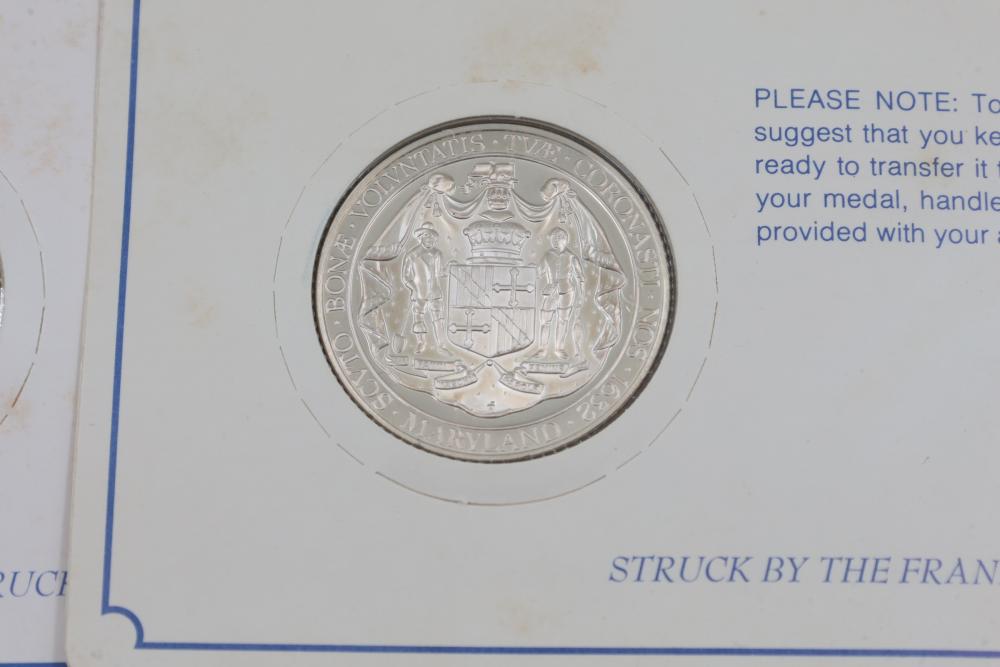 SCVTO · BONÆ · VOLVNTATIS · TVÆ · CORONASTI · NOS ·
1632
· MARYLAND ·
PLEASE NOTE: To
suggest that you ke
ready to transfer it t
your medal, handle
provided with your a
STRUCK BY THE FRAN
RUCK